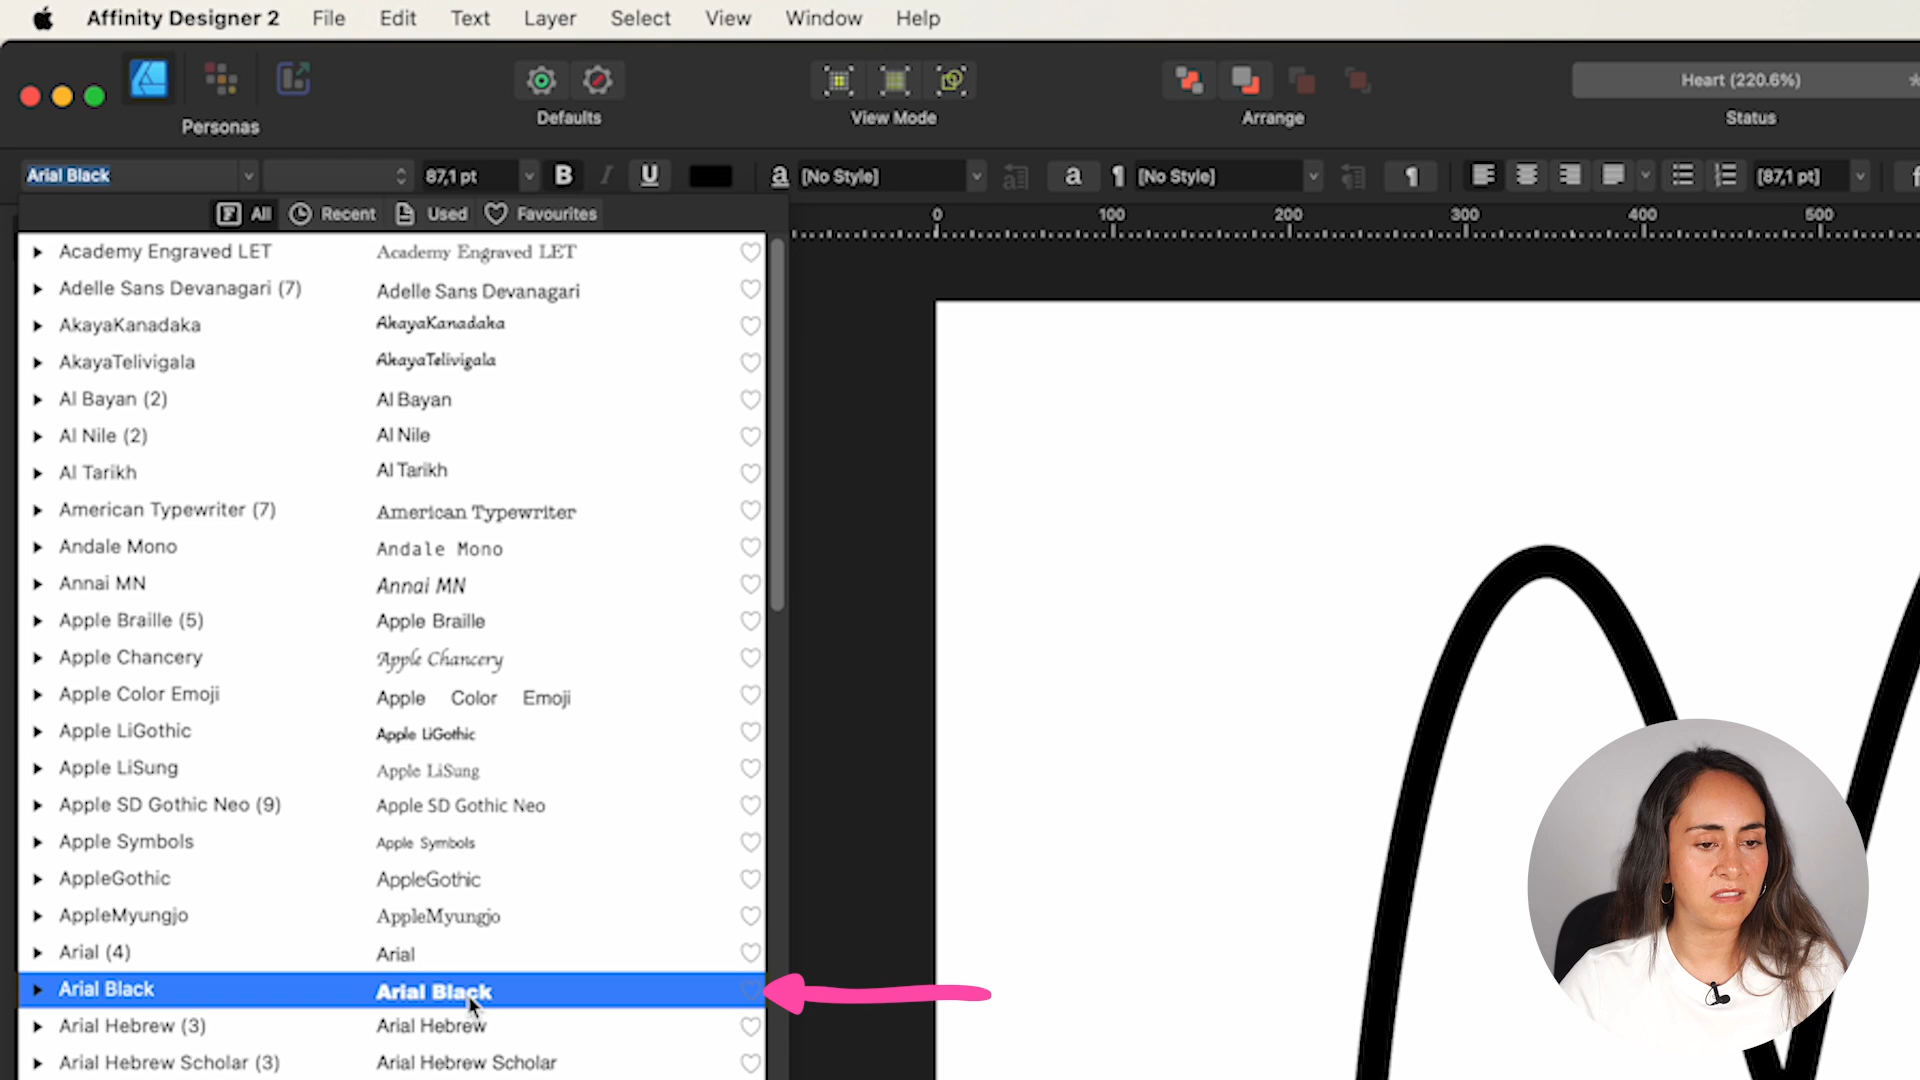 Affinity Designer 2 File Edit Text Layer Select View Window Help
Heart (220.6%)
Personas Defaults View Mode Arrange Status
Arial Black 87,1 pt B I U a [No Style] a ¶ [No Style] ¶ [87,1 pt]
All Recent Used Favourites
0 100 200 300 400 500
Academy Engraved LET Academy Engraved LET
Adelle Sans Devanagari (7) Adelle Sans Devanagari
AkayaKanadaka AkayaKanadaka
AkayaTelivigala AkayaTelivigala
Al Bayan (2) Al Bayan
Al Nile (2) Al Nile
Al Tarikh Al Tarikh
American Typewriter (7) American Typewriter
Andale Mono Andale Mono
Annai MN Annai MN
Apple Braille (5) Apple Braille
Apple Chancery Apple Chancery
Apple Color Emoji Apple Color Emoji
Apple LiGothic Apple LiGothic
Apple LiSung Apple LiSung
Apple SD Gothic Neo (9) Apple SD Gothic Neo
Apple Symbols Apple Symbols
AppleGothic AppleGothic
AppleMyungjo AppleMyungjo
Arial (4) Arial
Arial Black Arial Black
Arial Hebrew (3) Arial Hebrew
Arial Hebrew Scholar (3) Arial Hebrew Scholar